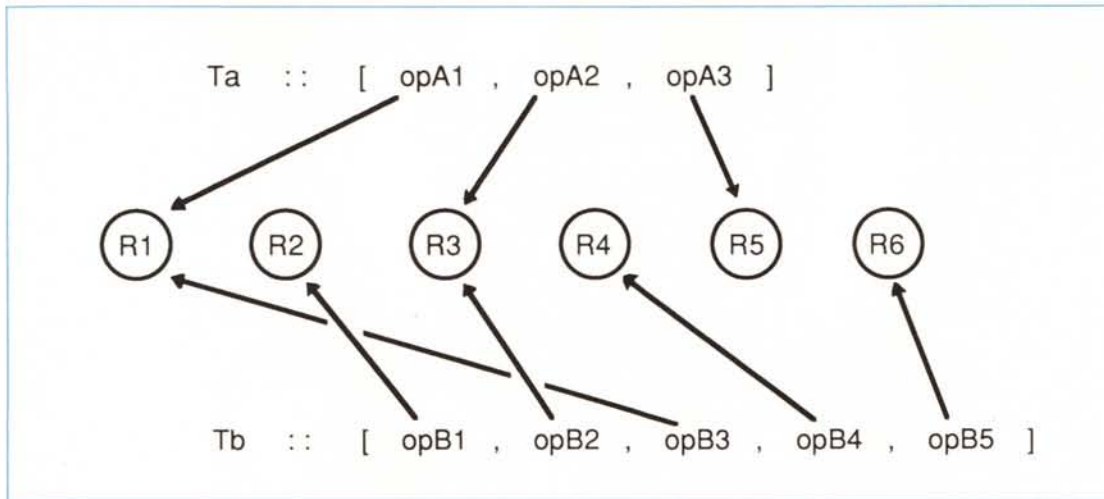 Ta :: [ opA1 , opA2 , opA3 ]
R1 R2 R3 R4 R5 R6
Tb :: [ opB1 , opB2 , opB3 , opB4 , opB5 ]